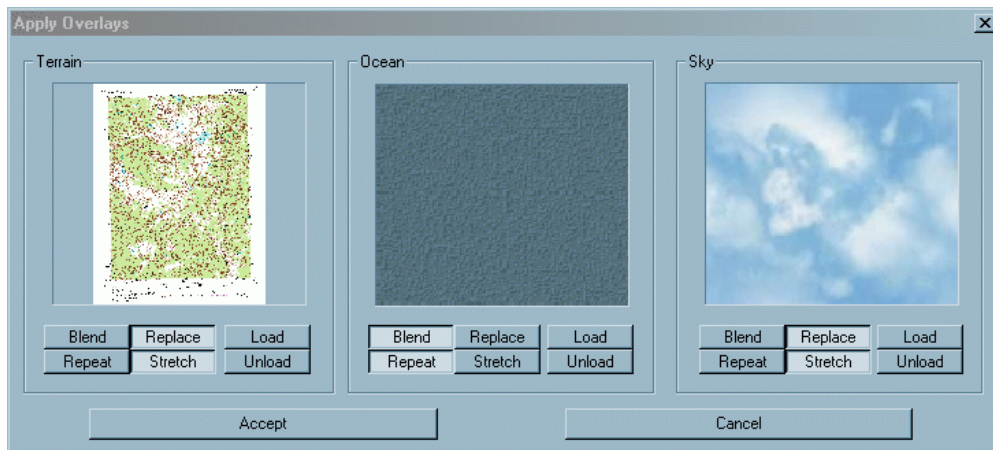 Apply Overlays
Terrain
Blend Replace Load
Repeat Stretch Unload
Ocean
Blend Replace Load
Repeat Stretch Unload
Sky
Blend Replace Load
Repeat Stretch Unload
Accept Cancel